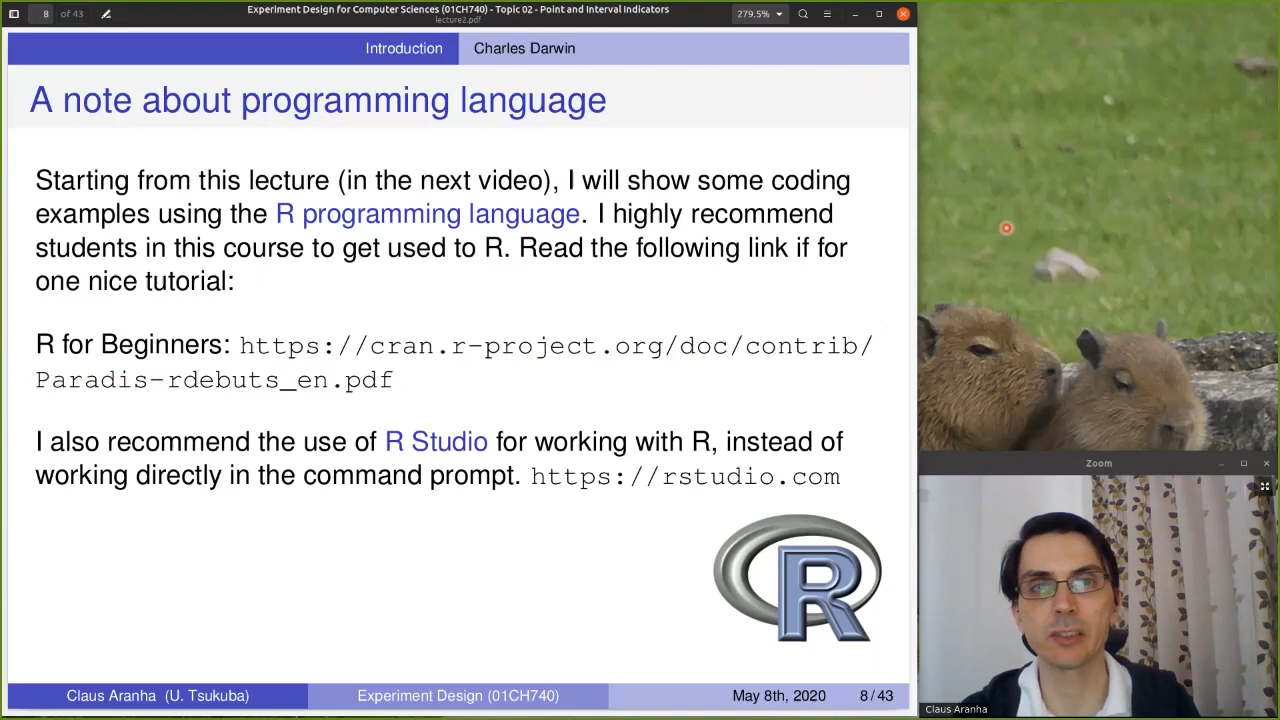 8 of 43
Experiment Design for Computer Sciences (01CH740) - Topic 02 - Point and Interval Indicators
lecture2.pdf
279.5%
Introduction Charles Darwin
A note about programming language
Starting from this lecture (in the next video), I will show some coding
examples using the R programming language. I highly recommend
students in this course to get used to R. Read the following link if for
one nice tutorial:
R for Beginners: https://cran.r-project.org/doc/contrib/
Paradis-rdebuts_en.pdf
I also recommend the use of R Studio for working with R, instead of
working directly in the command prompt. https://rstudio.com
R
Claus Aranha (U. Tsukuba) Experiment Design (01CH740) May 8th, 2020 8/43
Zoom
Claus Aranha